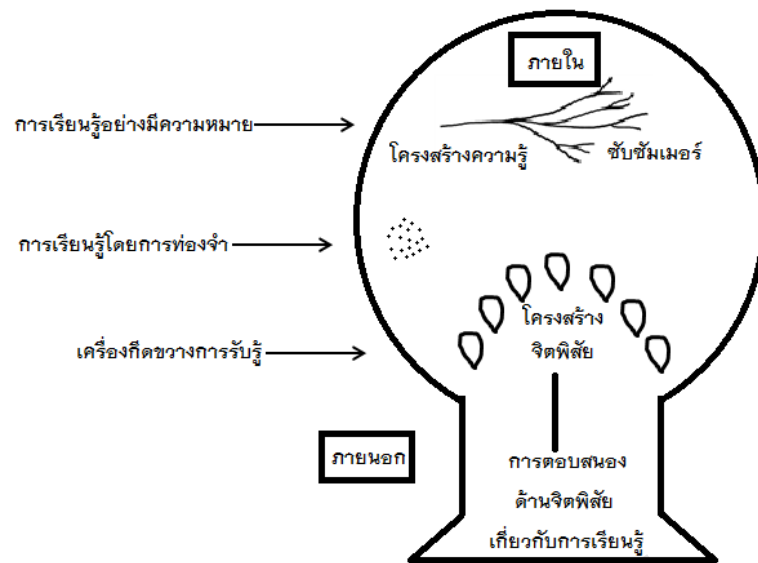 ภายใน
การเรียนรู้อย่างมีความหมาย
โครงสร้างความรู้
ซับซัมเมอร์
การเรียนรู้โดยการท่องจำ
เครื่องกีดขวางการรับรู้
โครงสร้าง
จิตพิสัย
ภายนอก
การตอบสนอง
ด้านจิตพิสัย
เกี่ยวกับการเรียนรู้